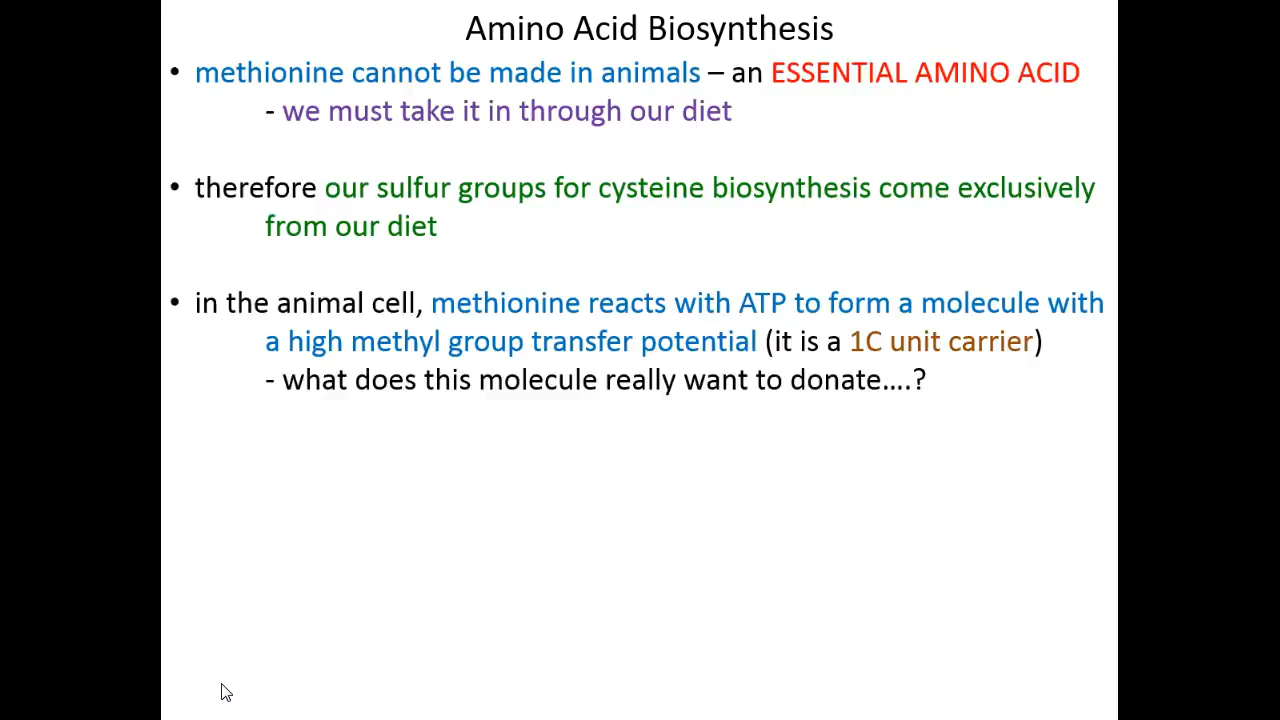 Amino Acid Biosynthesis
• methionine cannot be made in animals – an ESSENTIAL AMINO ACID
- we must take it in through our diet
• therefore our sulfur groups for cysteine biosynthesis come exclusively
from our diet
• in the animal cell, methionine reacts with ATP to form a molecule with
a high methyl group transfer potential (it is a 1C unit carrier)
- what does this molecule really want to donate....?